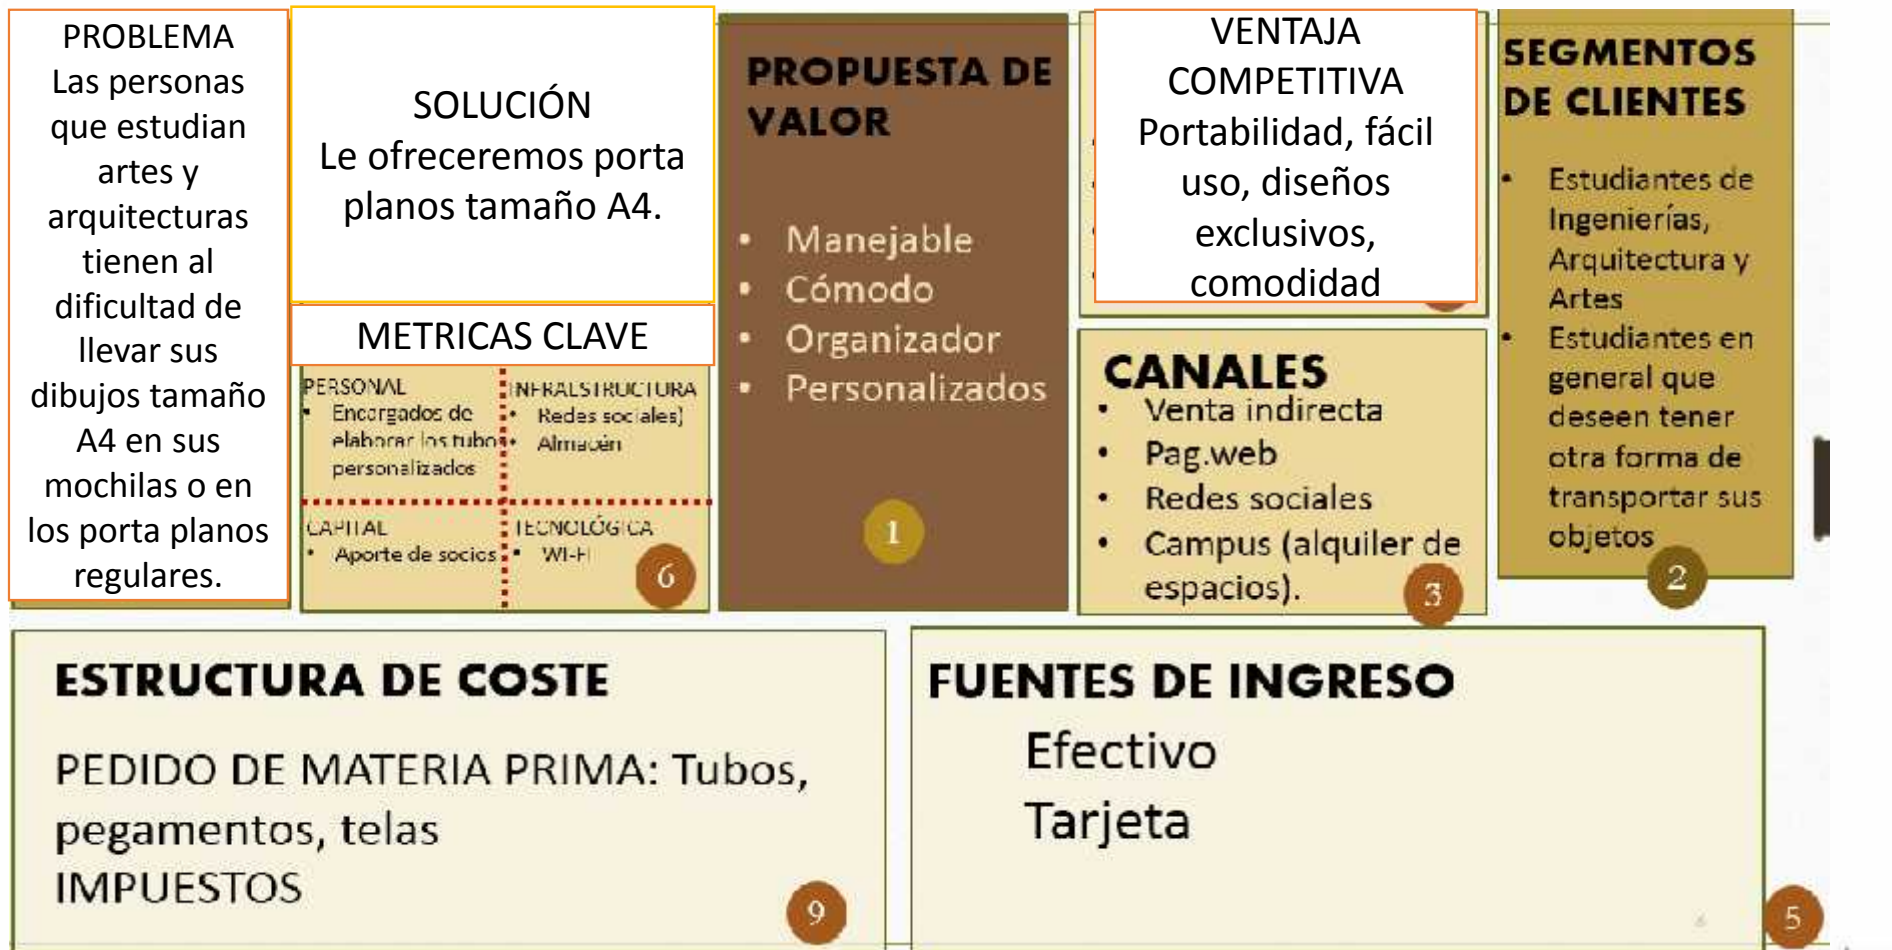 PROBLEMA
Las personas
que estudian
artes y
arquitecturas
tienen al
dificultad de
llevar sus
dibujos tamaño
A4 en sus
mochilas o en
los porta planos
regulares.
SOLUCIÓN
Le ofreceremos porta
planos tamaño A4.
METRICAS CLAVE
PERSONAL
• Encargados de
elaborar los tubos
personalizados
INFRAESTRUCTURA
• Redes sociales)
• Almacén
CAPITAL
• Aporte de socios
TECNOLÓGICA
• WI-FI
6
PROPUESTA DE
VALOR
• Manejable
• Cómodo
• Organizador
• Personalizados
1
VENTAJA
COMPETITIVA
Portabilidad, fácil
uso, diseños
exclusivos,
comodidad
CANALES
• Venta indirecta
• Pag.web
• Redes sociales
• Campus (alquiler de
espacios).
3
SEGMENTOS
DE CLIENTES
• Estudiantes de
Ingenierías,
Arquitectura y
Artes
• Estudiantes en
general que
deseen tener
otra forma de
transportar sus
objetos
2
ESTRUCTURA DE COSTE
PEDIDO DE MATERIA PRIMA: Tubos,
pegamentos, telas
IMPUESTOS
9
FUENTES DE INGRESO
Efectivo
Tarjeta
5